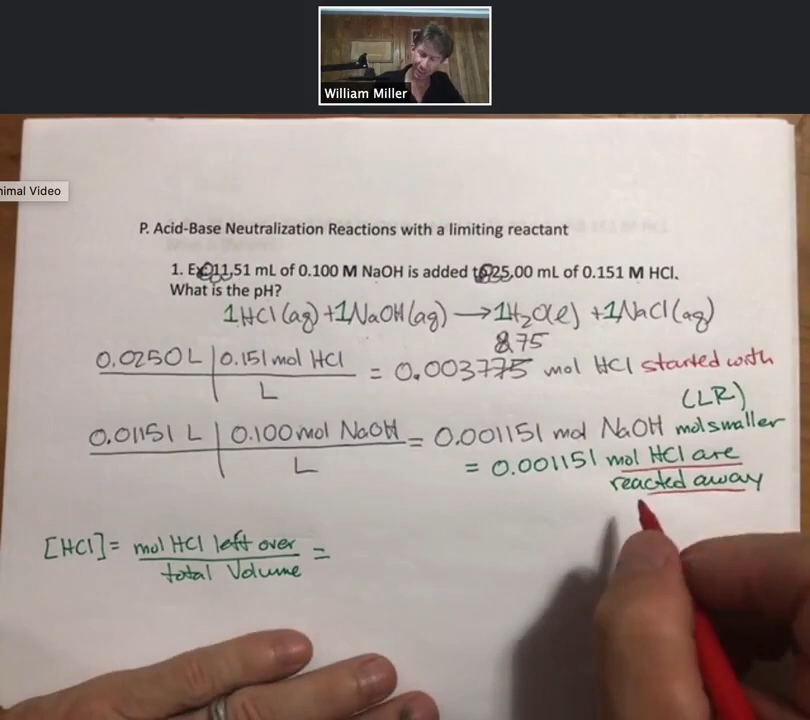 William Miller
nimal Video
P. Acid-Base Neutralization Reactions with a limiting reactant
1. Ex 11.51 mL of 0.100 M NaOH is added to 25.00 mL of 0.151 M HCl.
What is the pH?
1HCl(aq) + 1NaOH(aq) → 1H₂O(l) + 1NaCl(aq)
875
0.0250 L | 0.151 mol HCl / L = 0.003775 mol HCl started with
(LR)
0.01151 L | 0.100 mol NaOH / L = 0.001151 mol NaOH mol smaller
= 0.001151 mol HCl are
reacted away
[HCl] = mol HCl left over / total Volume =